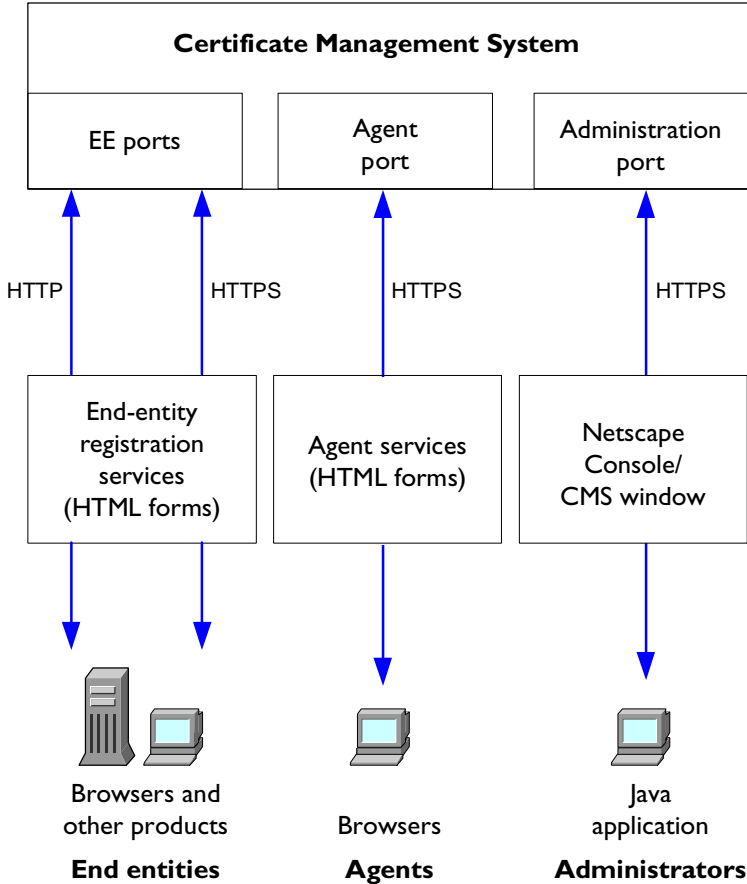 Certificate Management System
EE ports
Agent
port
Administration
port
HTTP
HTTPS
HTTPS
HTTPS
End-entity
registration
services
(HTML forms)
Agent services
(HTML forms)
Netscape
Console/
CMS window
Browsers and
other products
Browsers
Java
application
End entities
Agents
Administrators